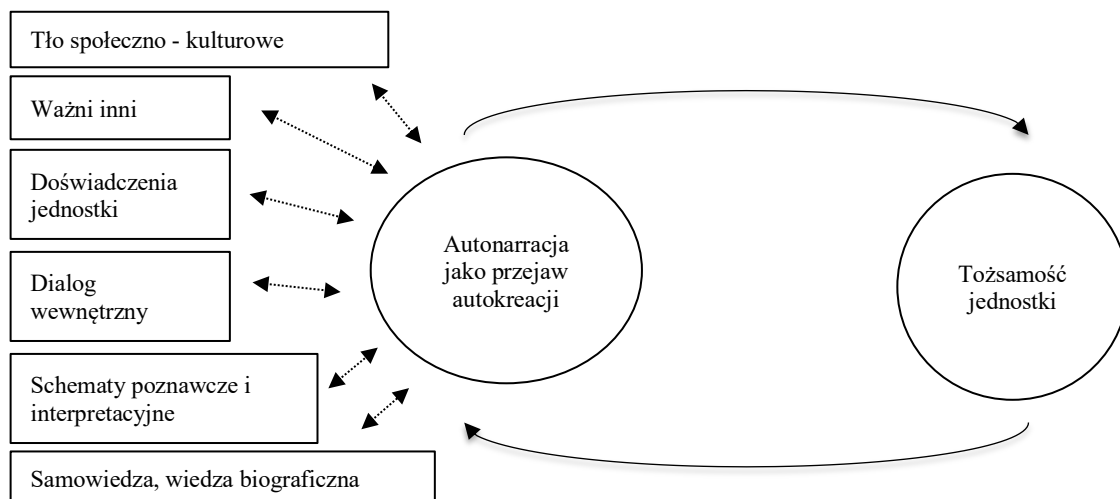 Tło społeczno - kulturowe
Ważni inni
Doświadczenia
jednostki
Dialog
wewnętrzny
Schematy poznawcze i
interpretacyjne
Samowiedza, wiedza biograficzna
Autonarracja
jako przejaw
autokreacji
Tożsamość
jednostki